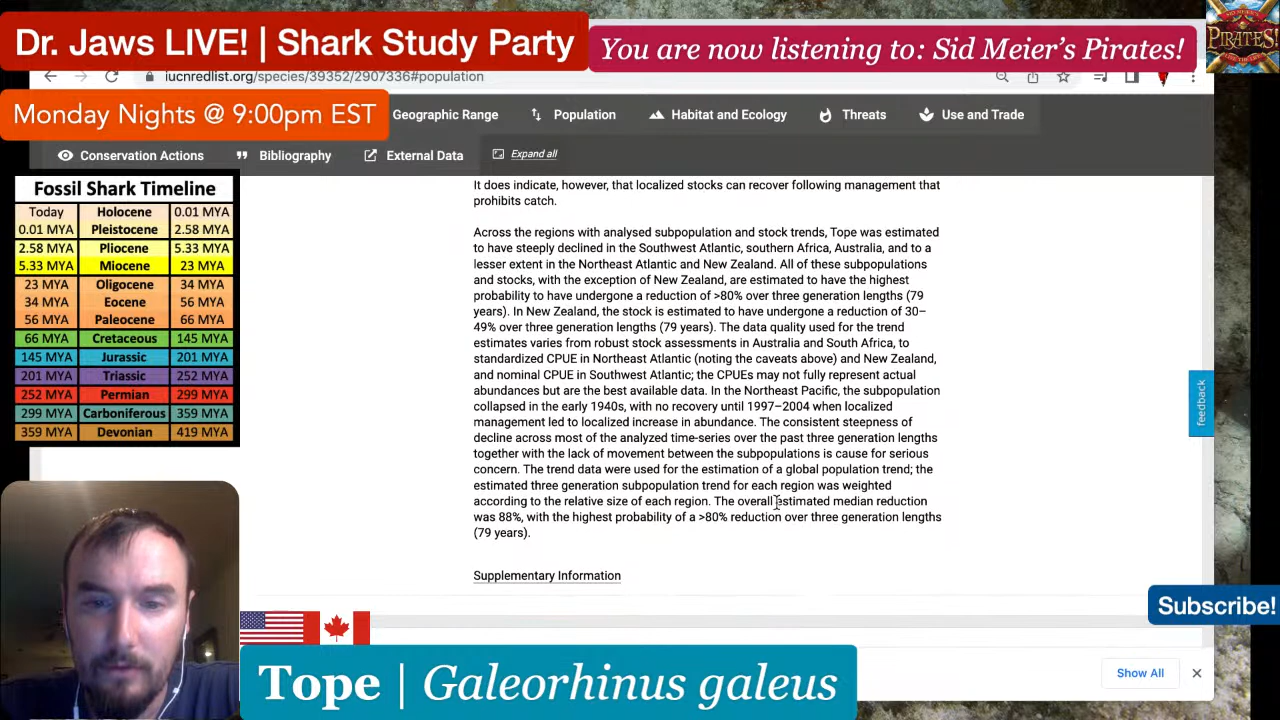 Dr. Jaws LIVE! | Shark Study Party
You are now listening to: Sid Meier's Pirates!
SID MEIER'S
PIRATES!
iucnredlist.org/species/39352/2907336#population
Monday Nights @ 9:00pm EST
Geographic Range
Population
Habitat and Ecology
Threats
Use and Trade
Conservation Actions
Bibliography
External Data
Expand all
Fossil Shark Timeline
Today Holocene 0.01 MYA
0.01 MYA Pleistocene 2.58 MYA
2.58 MYA Pliocene 5.33 MYA
5.33 MYA Miocene 23 MYA
23 MYA Oligocene 34 MYA
34 MYA Eocene 56 MYA
56 MYA Paleocene 66 MYA
66 MYA Cretaceous 145 MYA
145 MYA Jurassic 201 MYA
201 MYA Triassic 252 MYA
252 MYA Permian 299 MYA
299 MYA Carboniferous 359 MYA
359 MYA Devonian 419 MYA
It does indicate, however, that localized stocks can recover following management that
prohibits catch.
Across the regions with analysed subpopulation and stock trends, Tope was estimated
to have steeply declined in the Southwest Atlantic, southern Africa, Australia, and to a
lesser extent in the Northeast Atlantic and New Zealand. All of these subpopulations
and stocks, with the exception of New Zealand, are estimated to have the highest
probability to have undergone a reduction of >80% over three generation lengths (79
years). In New Zealand, the stock is estimated to have undergone a reduction of 30–
49% over three generation lengths (79 years). The data quality used for the trend
estimates varies from robust stock assessments in Australia and South Africa, to
standardized CPUE in Northeast Atlantic (noting the caveats above) and New Zealand,
and nominal CPUE in Southwest Atlantic; the CPUEs may not fully represent actual
abundances but are the best available data. In the Northeast Pacific, the subpopulation
collapsed in the early 1940s, with no recovery until 1997–2004 when localized
management led to localized increase in abundance. The consistent steepness of
decline across most of the analyzed time-series over the past three generation lengths
together with the lack of movement between the subpopulations is cause for serious
concern. The trend data were used for the estimation of a global population trend; the
estimated three generation subpopulation trend for each region was weighted
according to the relative size of each region. The overall estimated median reduction
was 88%, with the highest probability of a >80% reduction over three generation lengths
(79 years).
Supplementary Information
feedback
Subscribe!
Show All
Tope | Galeorhinus galeus